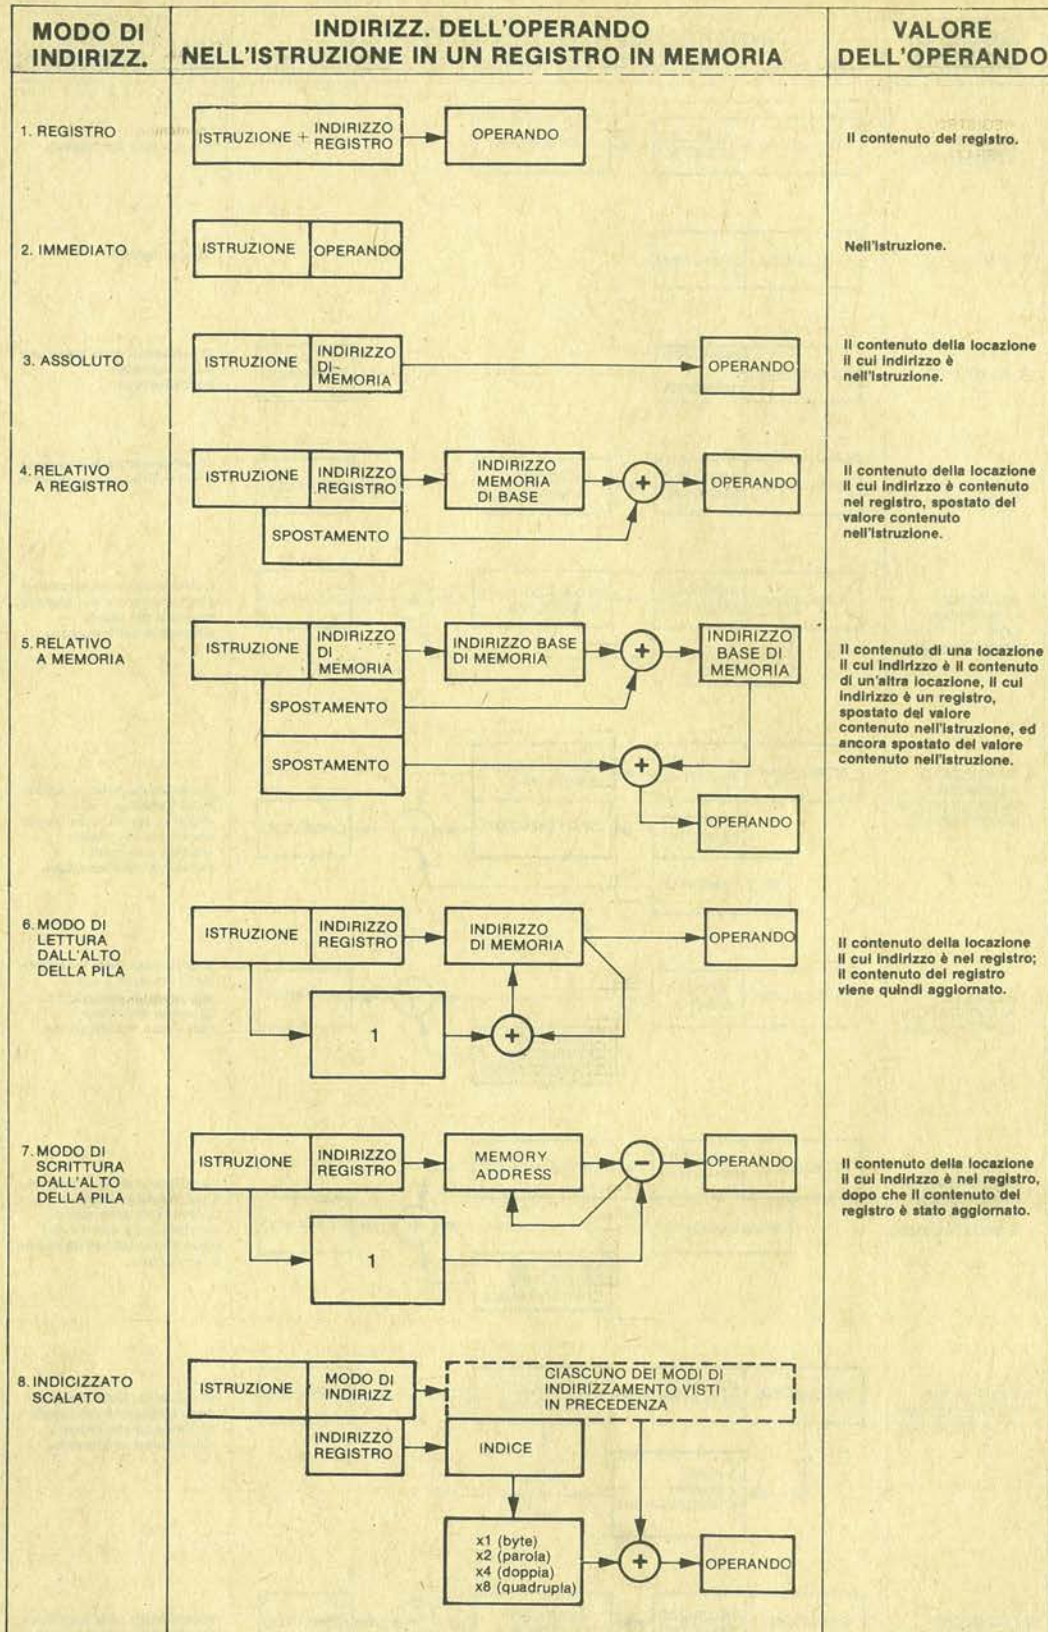 MODO DI
INDIRIZZ.
INDIRIZZ. DELL'OPERANDO
NELL'ISTRUZIONE IN UN REGISTRO IN MEMORIA
VALORE
DELL'OPERANDO
1. REGISTRO
ISTRUZIONE + INDIRIZZO
REGISTRO
OPERANDO
Il contenuto del registro.
2. IMMEDIATO
ISTRUZIONE
OPERANDO
Nell'istruzione.
3. ASSOLUTO
ISTRUZIONE
INDIRIZZO
DI-
MEMORIA
OPERANDO
Il contenuto della locazione
il cui indirizzo è
nell'istruzione.
4. RELATIVO
A REGISTRO
ISTRUZIONE
INDIRIZZO
REGISTRO
INDIRIZZO
MEMORIA
DI BASE
+
OPERANDO
SPOSTAMENTO
Il contenuto della locazione
il cui indirizzo è contenuto
nel registro, spostato del
valore contenuto
nell'istruzione.
5. RELATIVO
A MEMORIA
ISTRUZIONE
INDIRIZZO
DI
MEMORIA
INDIRIZZO BASE
DI MEMORIA
+
INDIRIZZO
BASE DI
MEMORIA
SPOSTAMENTO
SPOSTAMENTO
+
OPERANDO
Il contenuto di una locazione
il cui indirizzo è il contenuto
di un'altra locazione, il cui
indirizzo è un registro,
spostato del valore
contenuto nell'istruzione, ed
ancora spostato del valore
contenuto nell'istruzione.
6. MODO DI
LETTURA
DALL'ALTO
DELLA PILA
ISTRUZIONE
INDIRIZZO
REGISTRO
INDIRIZZO
DI MEMORIA
OPERANDO
1
+
Il contenuto della locazione
il cui indirizzo è nel registro;
il contenuto del registro
viene quindi aggiornato.
7. MODO DI
SCRITTURA
DALL'ALTO
DELLA PILA
ISTRUZIONE
INDIRIZZO
REGISTRO
MEMORY
ADDRESS
−
OPERANDO
1
Il contenuto della locazione
il cui indirizzo è nel registro,
dopo che il contenuto del
registro è stato aggiornato.
8. INDICIZZATO
SCALATO
ISTRUZIONE
MODO DI
INDIRIZZ
CIASCUNO DEI MODI DI
INDIRIZZAMENTO VISTI
IN PRECEDENZA
INDIRIZZO
REGISTRO
INDICE
x1 (byte)
x2 (parola)
x4 (doppia)
x8 (quadrupla)
+
OPERANDO